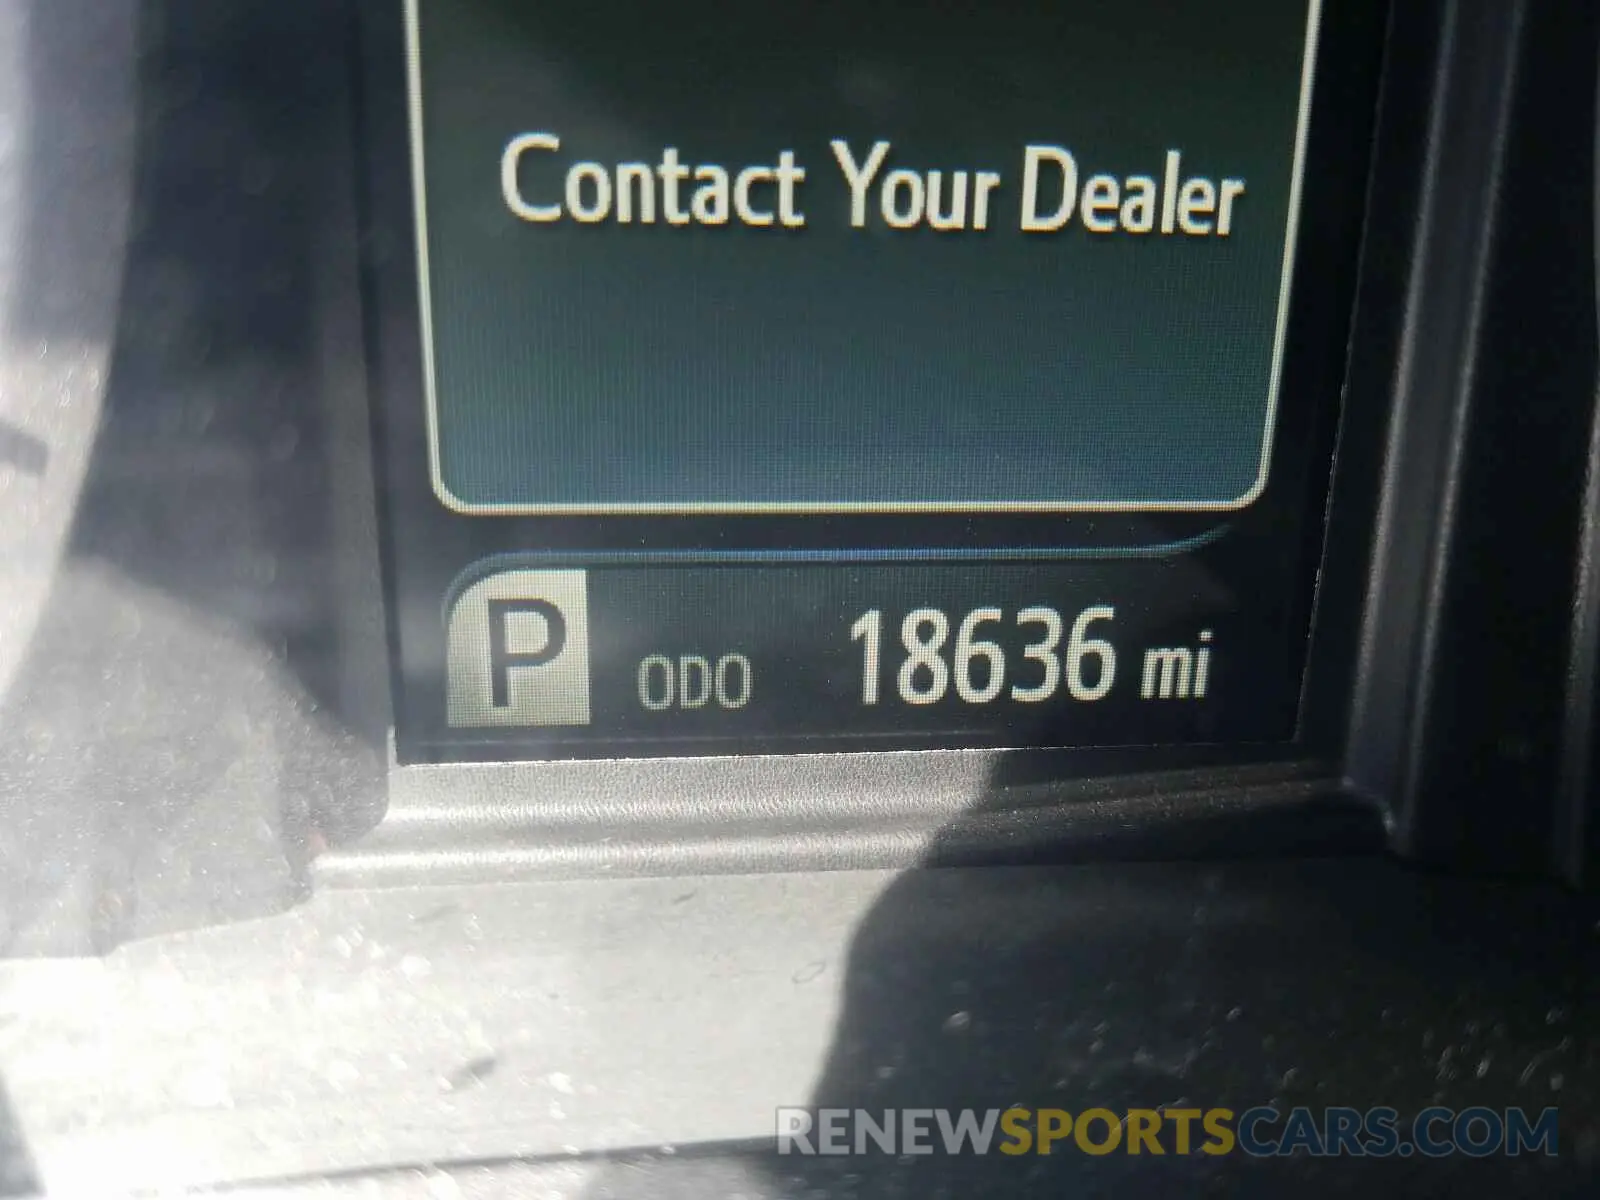 Contact Your Dealer
P ODO 18636 mi
RENEWSPORTSCARS.COM